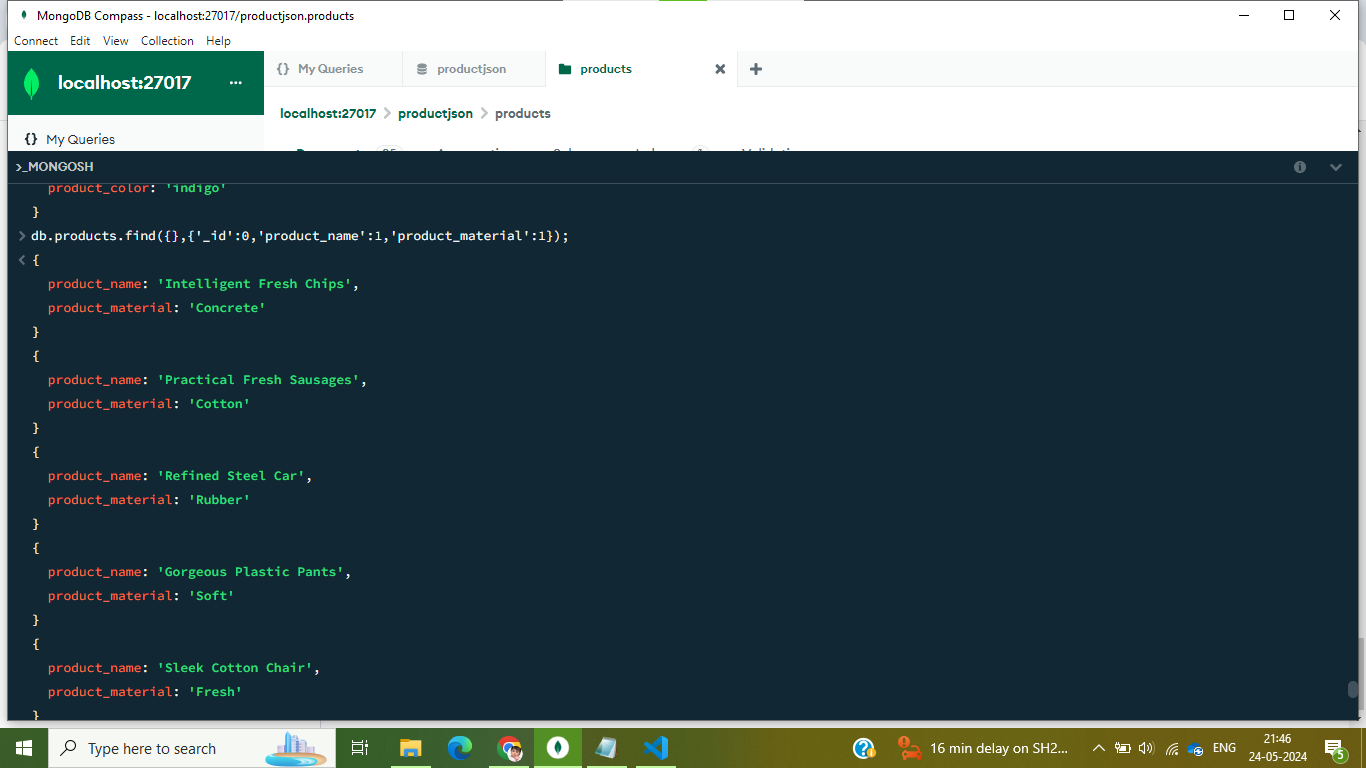 MongoDB Compass - localhost:27017/productjson.products
Connect Edit View Collection Help
localhost:27017 ...
{} My Queries
productjson
products
localhost:27017 > productjson > products
{} My Queries
>_MONGOSH
product_color: 'indigo'
}
> db.products.find({},{'_id':0,'product_name':1,'product_material':1});
< {
product_name: 'Intelligent Fresh Chips',
product_material: 'Concrete'
}
{
product_name: 'Practical Fresh Sausages',
product_material: 'Cotton'
}
{
product_name: 'Refined Steel Car',
product_material: 'Rubber'
}
{
product_name: 'Gorgeous Plastic Pants',
product_material: 'Soft'
}
{
product_name: 'Sleek Cotton Chair',
product_material: 'Fresh'
}
Type here to search
16 min delay on SH2...
ENG
21:46
24-05-2024
5